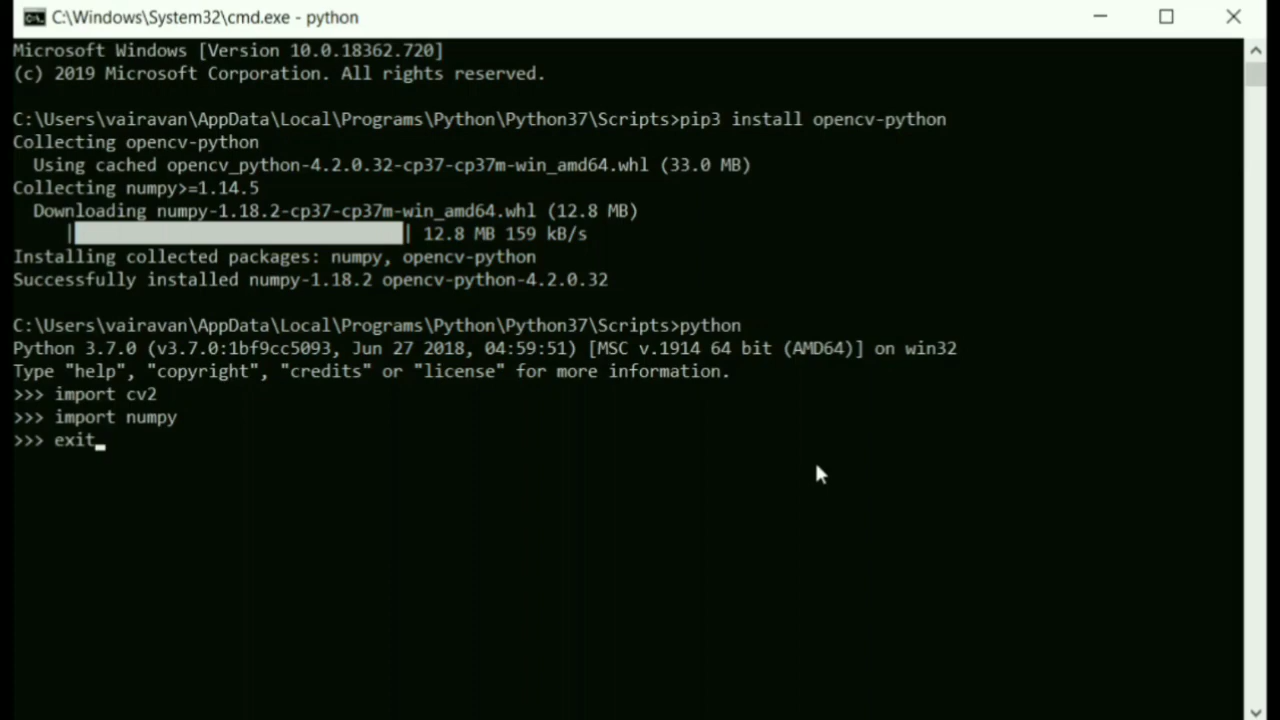 C:\Windows\System32\cmd.exe - python
Microsoft Windows [Version 10.0.18362.720]
(c) 2019 Microsoft Corporation. All rights reserved.
C:\Users\vairavan\AppData\Local\Programs\Python\Python37\Scripts>pip3 install opencv-python
Collecting opencv-python
Using cached opencv_python-4.2.0.32-cp37-cp37m-win_amd64.whl (33.0 MB)
Collecting numpy>=1.14.5
Downloading numpy-1.18.2-cp37-cp37m-win_amd64.whl (12.8 MB)
| | 12.8 MB 159 kB/s
Installing collected packages: numpy, opencv-python
Successfully installed numpy-1.18.2 opencv-python-4.2.0.32
C:\Users\vairavan\AppData\Local\Programs\Python\Python37\Scripts>python
Python 3.7.0 (v3.7.0:1bf9cc5093, Jun 27 2018, 04:59:51) [MSC v.1914 64 bit (AMD64)] on win32
Type "help", "copyright", "credits" or "license" for more information.
>>> import cv2
>>> import numpy
>>> exit